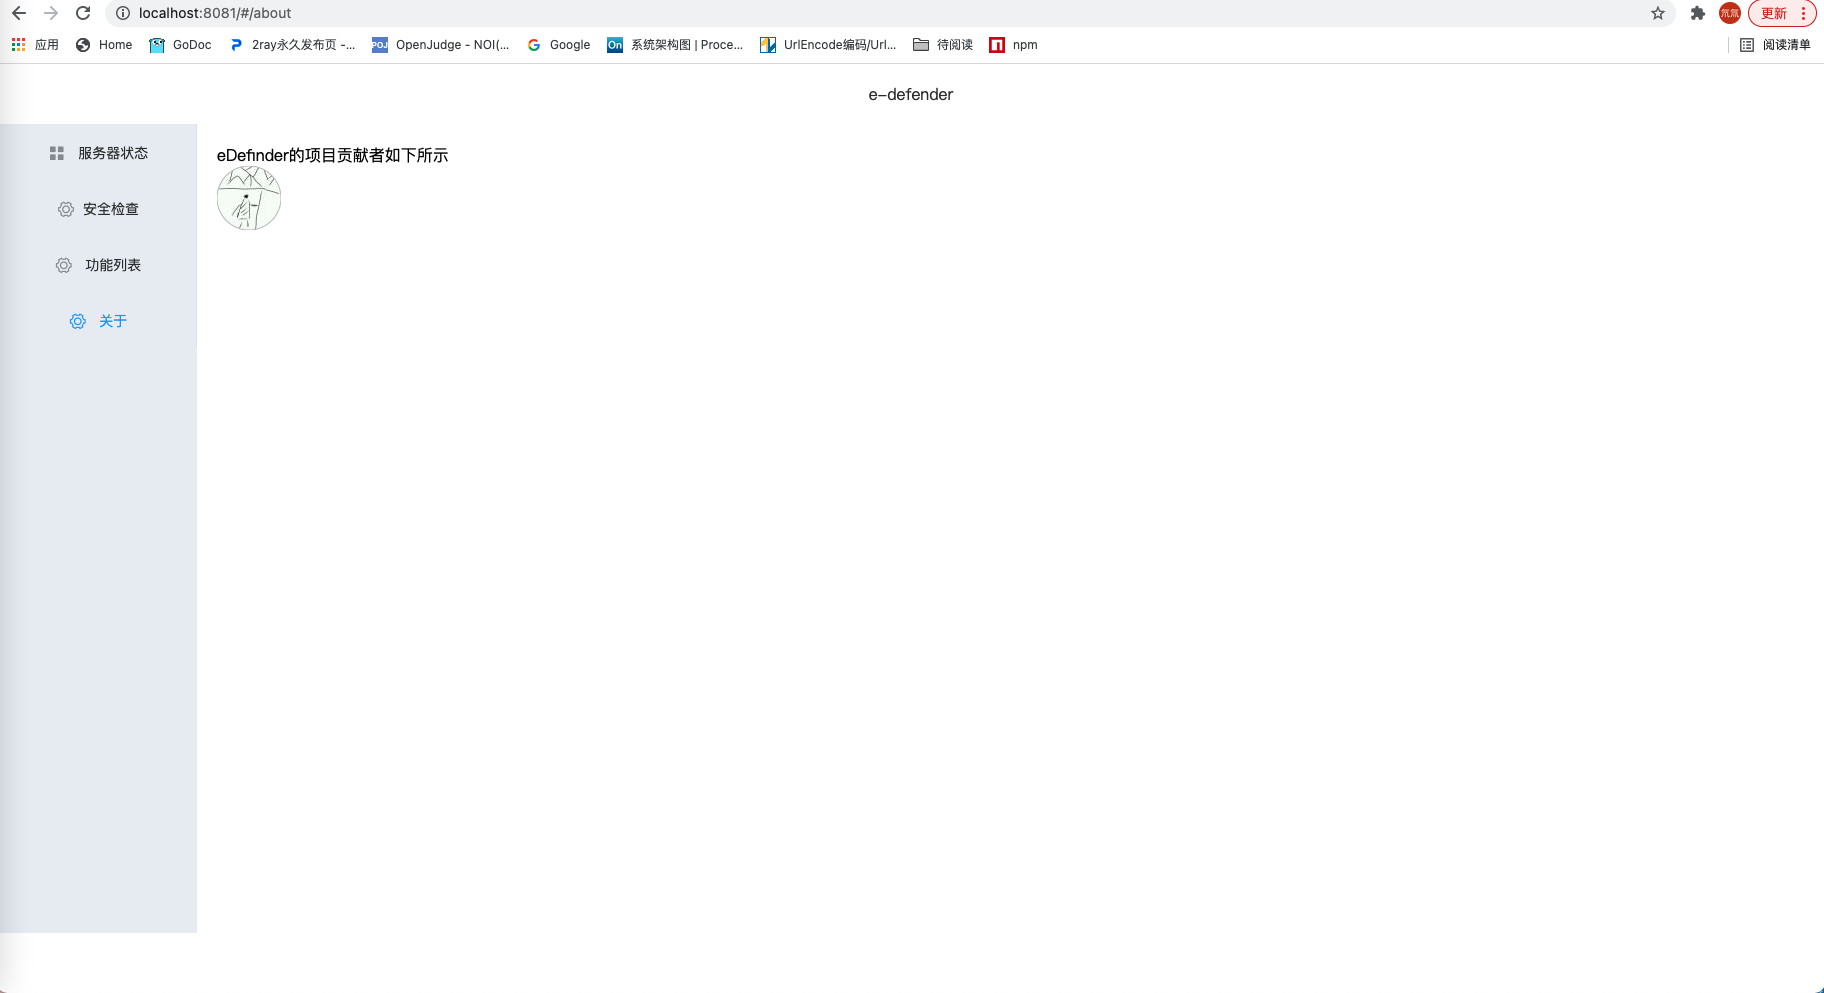 localhost:8081/#/about
更新
应用 Home GoDoc 2ray永久发布页 -... POJ OpenJudge - NOI(... Google On 系统架构图 | Proce... UrlEncode编码/Url... 待阅读 npm 阅读清单
e-defender
服务器状态
安全检查
功能列表
关于
eDefinder的项目贡献者如下所示